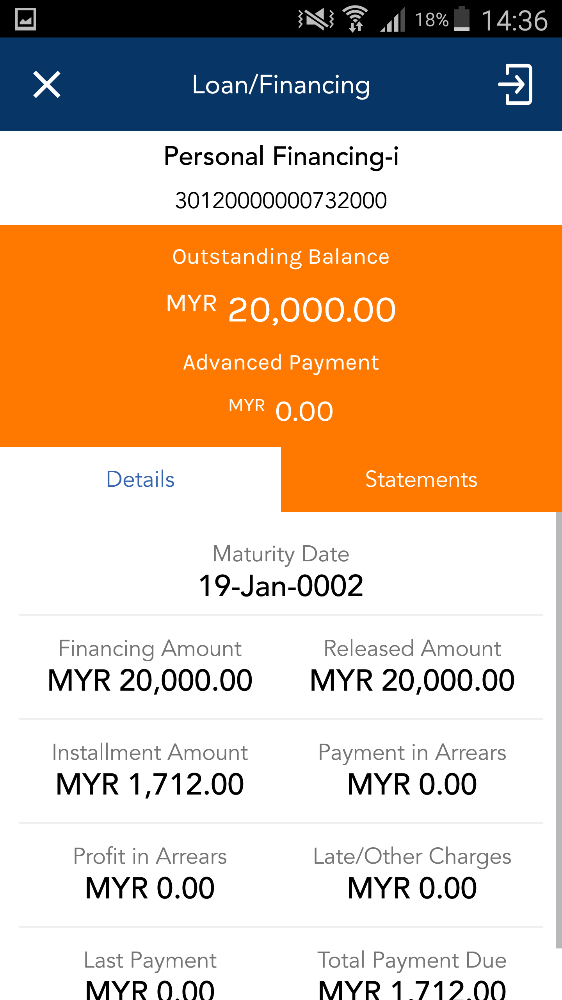 18% 14:36
Loan/Financing
Personal Financing-i
30120000000732000
Outstanding Balance
MYR 20,000.00
Advanced Payment
MYR 0.00
Details Statements
Maturity Date
19-Jan-0002
Financing Amount Released Amount
MYR 20,000.00 MYR 20,000.00
Installment Amount Payment in Arrears
MYR 1,712.00 MYR 0.00
Profit in Arrears Late/Other Charges
MYR 0.00 MYR 0.00
Last Payment Total Payment Due
MYR 0.00 MYR 1,712.00